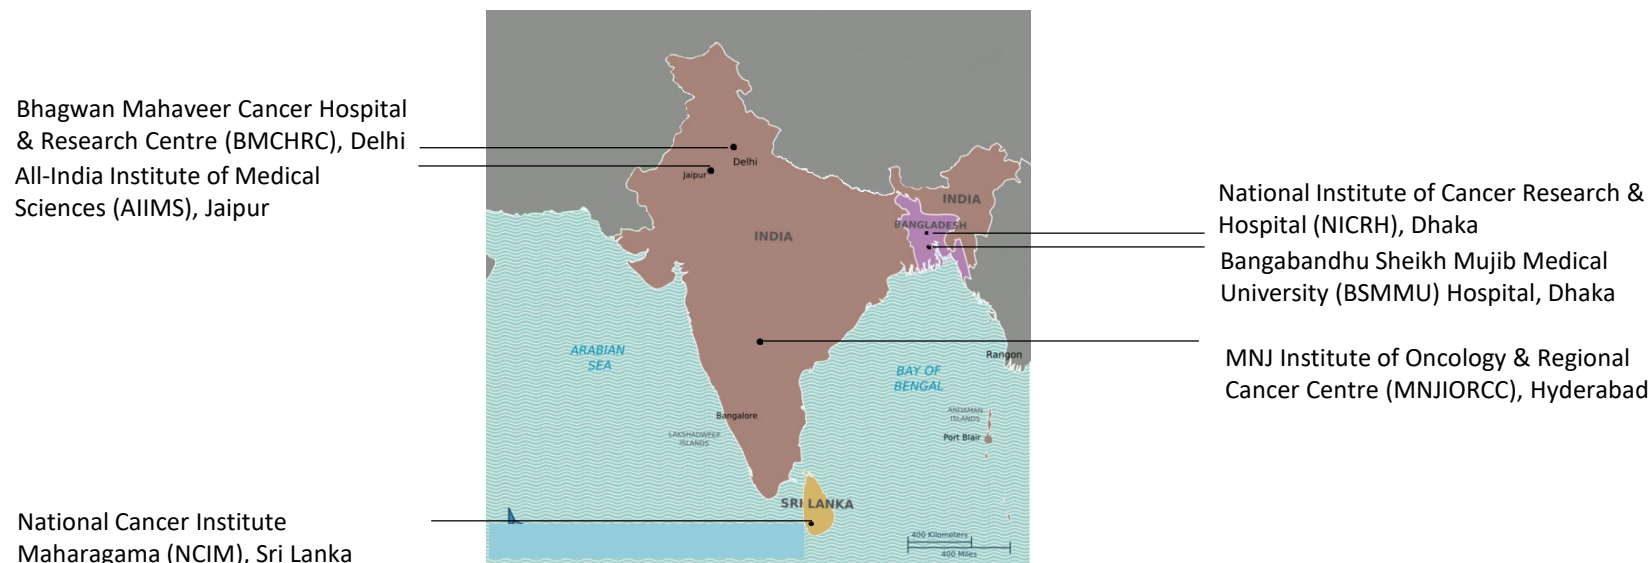 Bhagwan Mahaveer Cancer Hospital
& Research Centre (BMCHRC), Delhi
All-India Institute of Medical
Sciences (AIIMS), Jaipur
National Cancer Institute
Maharagama (NCIM), Sri Lanka
Delhi
Jaipur
INDIA
INDIA
BANGLADESH
ARABIAN
SEA
BAY OF
BENGAL
Rangon
Bangalore
LAKSHADWEEP
ISLANDS
ANDAMAN
ISLANDS
Port Blair
SRI LANKA
400 Kilometers
400 Miles
National Institute of Cancer Research &
Hospital (NICRH), Dhaka
Bangabandhu Sheikh Mujib Medical
University (BSMMU) Hospital, Dhaka
MNJ Institute of Oncology & Regional
Cancer Centre (MNJIORCC), Hyderabad